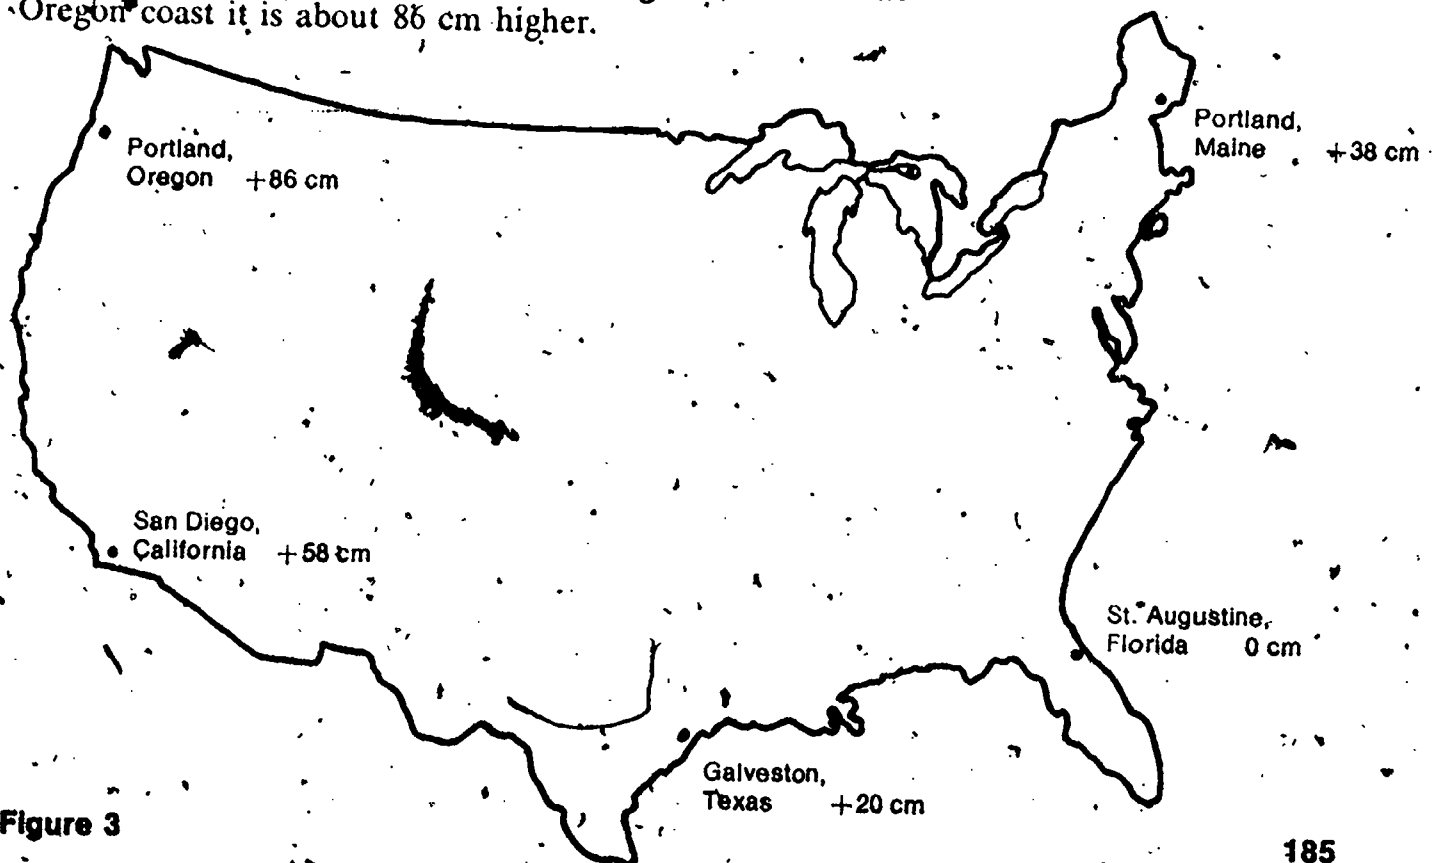 Oregon coast it is about 86 cm higher.
Portland,
Maine +38 cm
Portland,
Oregon +86 cm
San Diego,
California +58 cm
St. Augustine,
Florida 0 cm
Galveston,
Texas +20 cm
Figure 3
185